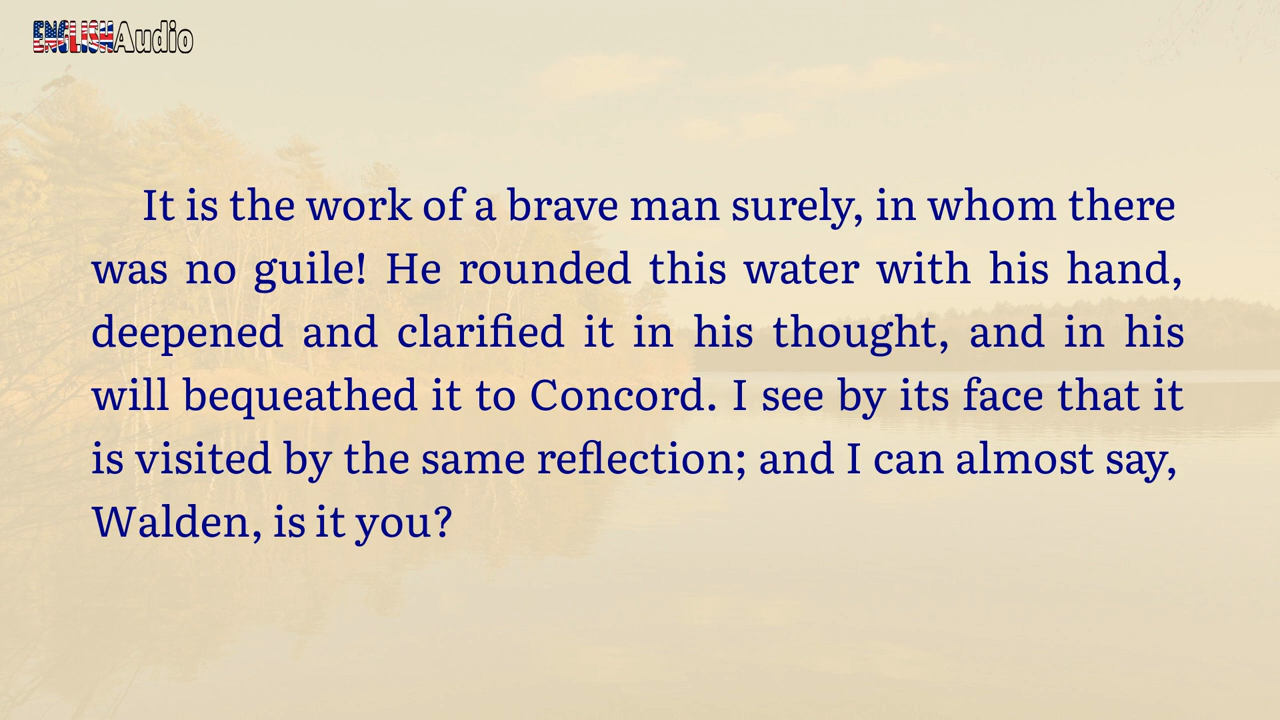 ENGLISHAudio
It is the work of a brave man surely, in whom there
was no guile! He rounded this water with his hand,
deepened and clarified it in his thought, and in his
will bequeathed it to Concord. I see by its face that it
is visited by the same reflection; and I can almost say,
Walden, is it you?